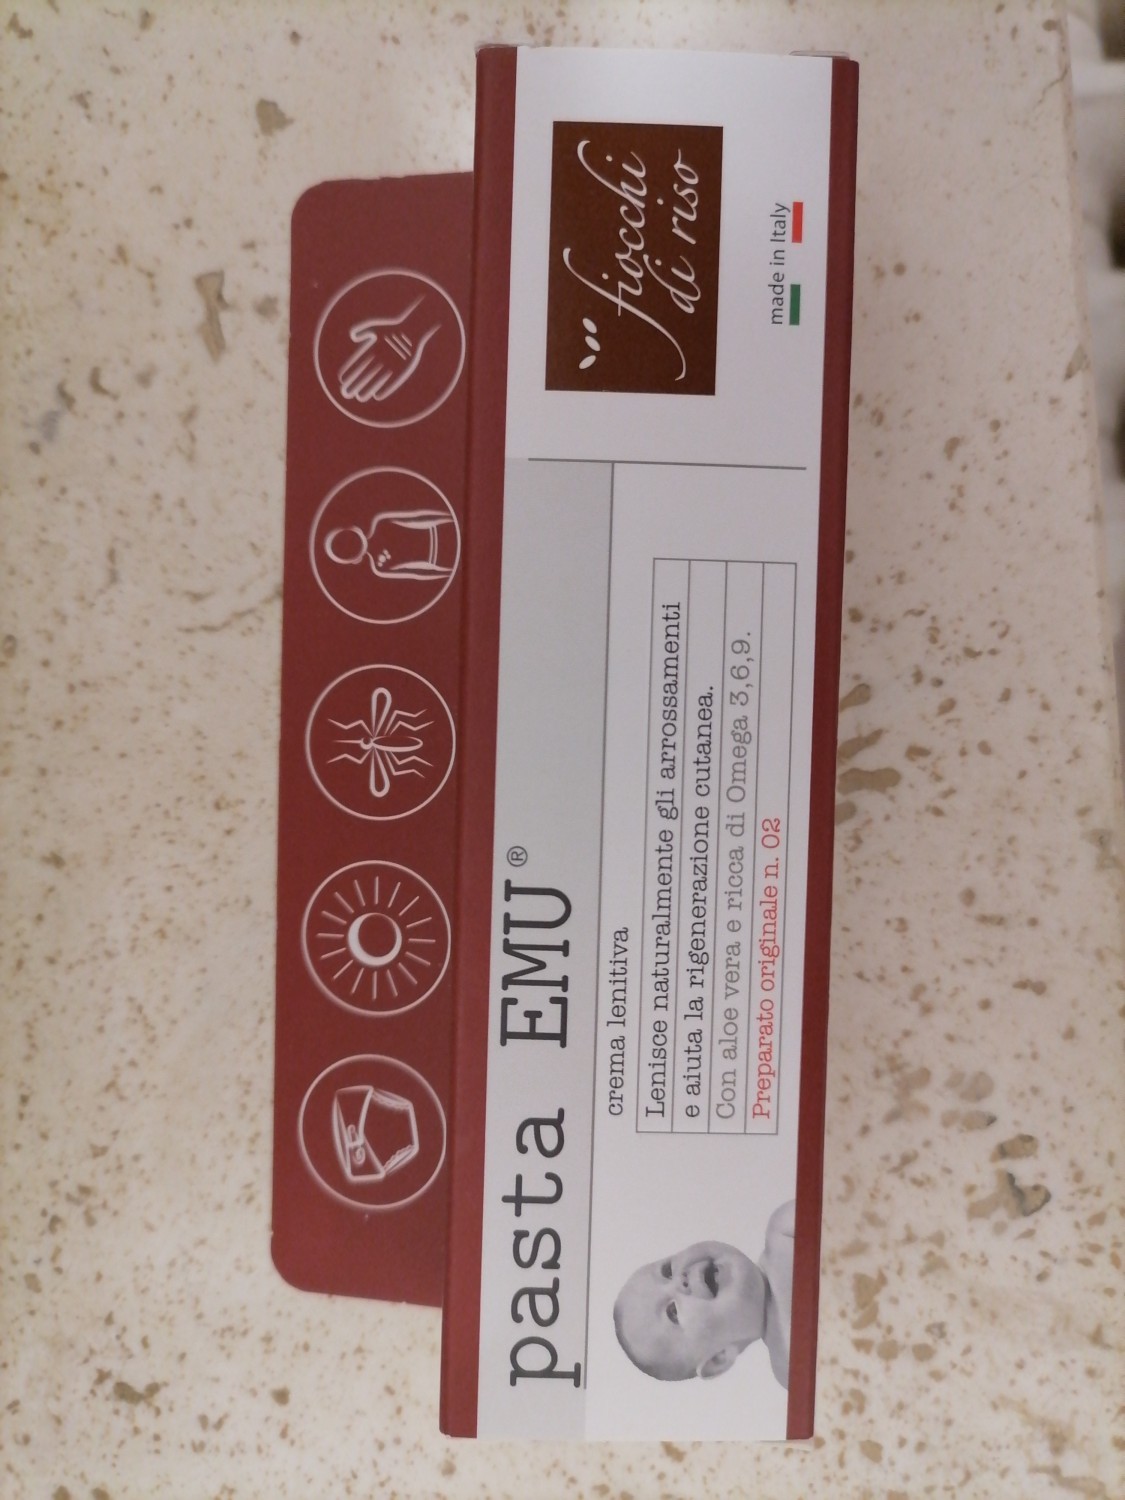 pasta EMU®
crema lenitiva
Lenisce naturalmente gli arrossamenti
e aiuta la rigenerazione cutanea.
Con aloe vera e ricca di Omega 3,6,9.
Preparato originale n. 02
fiocchi
di riso
made in Italy